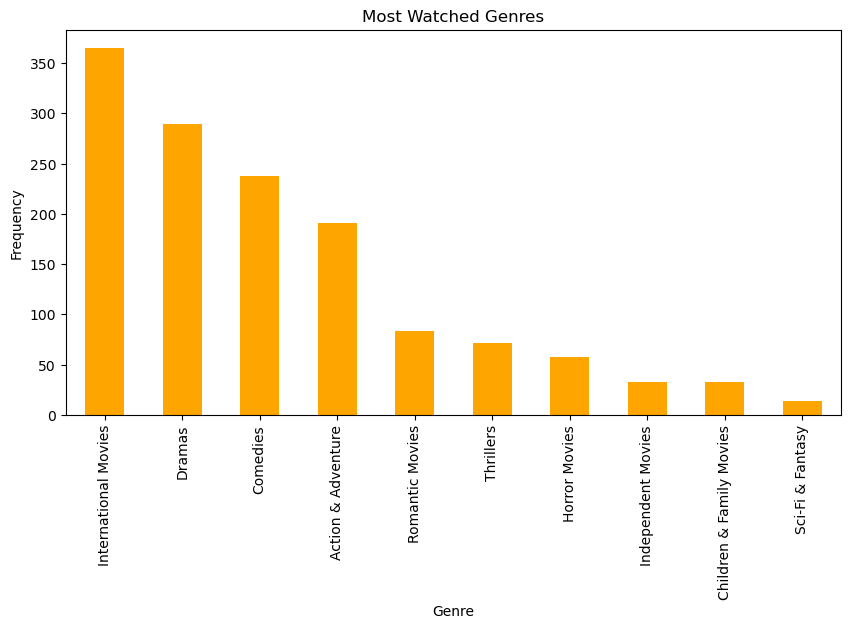 Most Watched Genres
Frequency
350
300
250
200
150
100
50
0
International Movies
Dramas
Comedies
Action & Adventure
Romantic Movies
Thrillers
Horror Movies
Independent Movies
Children & Family Movies
Sci-Fi & Fantasy
Genre